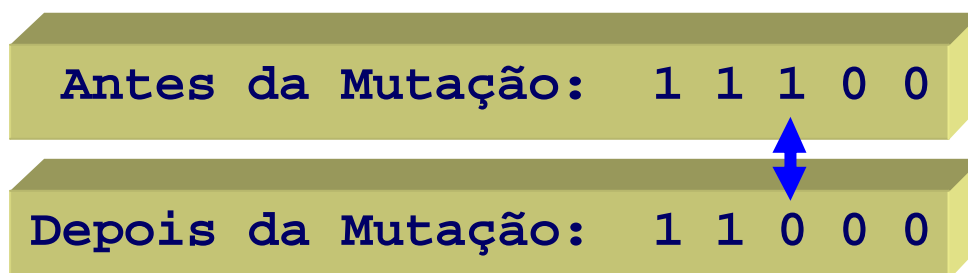 Antes da Mutação: 1 1 1 0 0
Depois da Mutação: 1 1 0 0 0